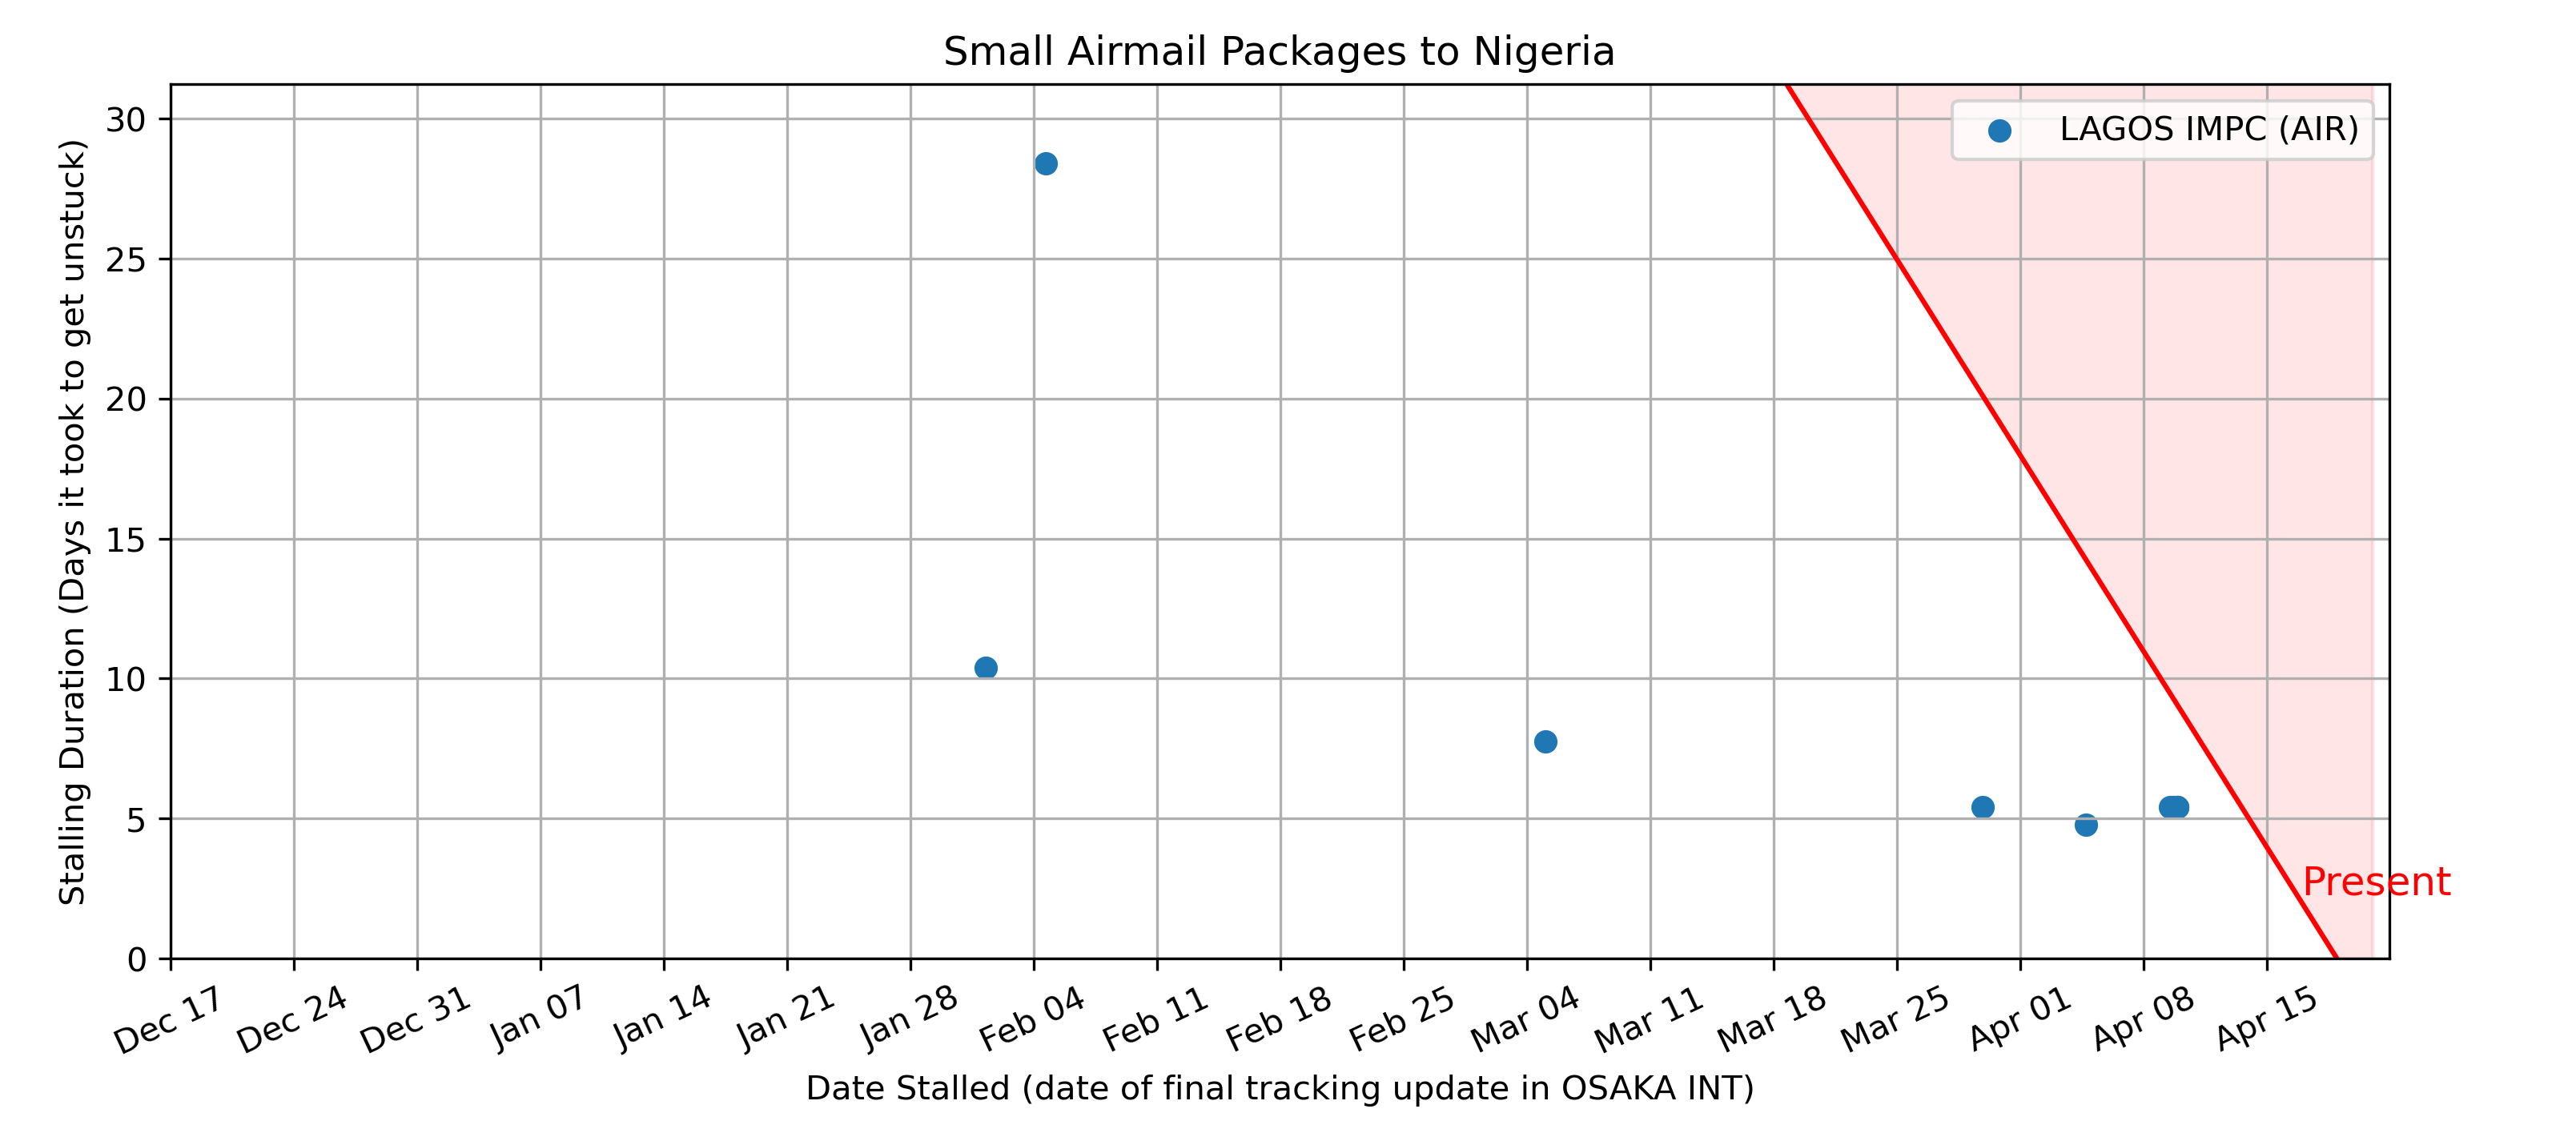 Small Airmail Packages to Nigeria
LAGOS IMPC (AIR)
Stalling Duration (Days it took to get unstuck)
30
25
20
15
10
5
0
Present
Dec 17 Dec 24 Dec 31 Jan 07 Jan 14 Jan 21 Jan 28 Feb 04 Feb 11 Feb 18 Feb 25 Mar 04 Mar 11 Mar 18 Mar 25 Apr 01 Apr 08 Apr 15
Date Stalled (date of final tracking update in OSAKA INT)